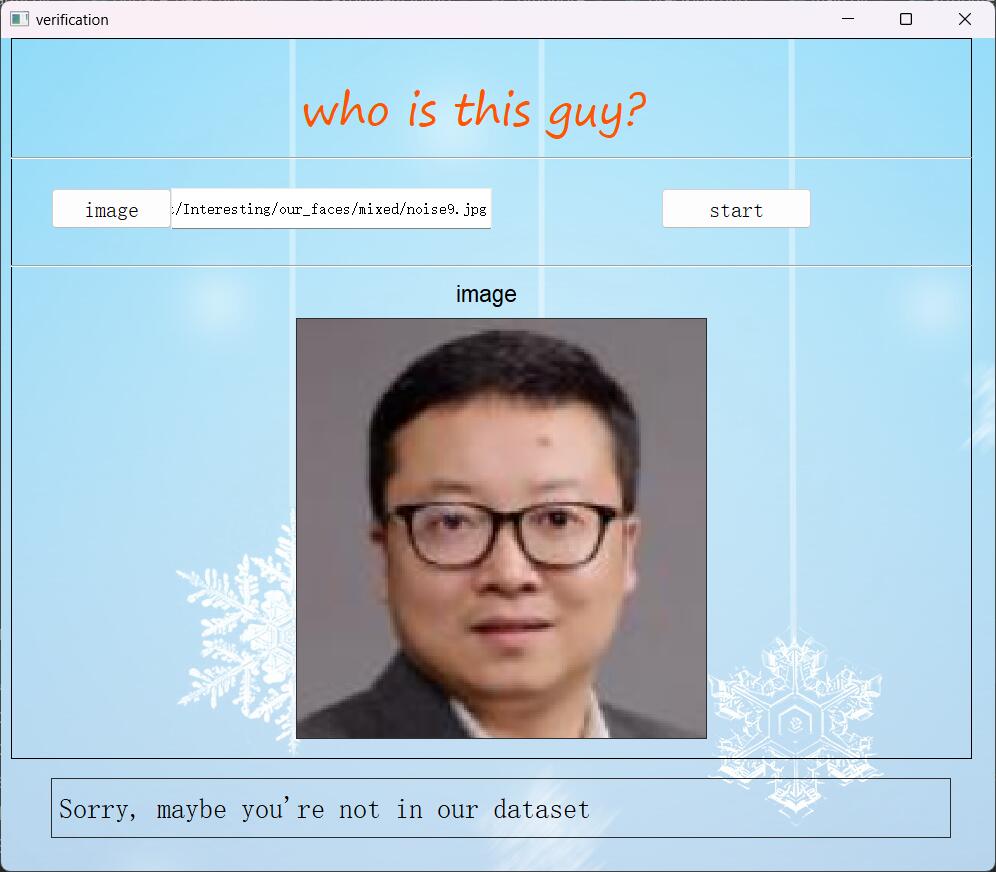 verification
who is this guy?
image
:/Interesting/our_faces/mixed/noise9.jpg
start
image
Sorry, maybe you're not in our dataset